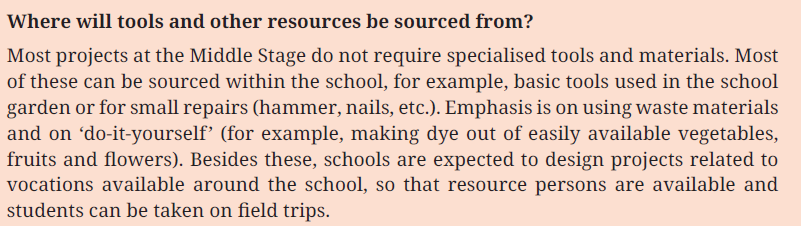 Where will tools and other resources be sourced from?
Most projects at the Middle Stage do not require specialised tools and materials. Most
of these can be sourced within the school, for example, basic tools used in the school
garden or for small repairs (hammer, nails, etc.). Emphasis is on using waste materials
and on ‘do-it-yourself’ (for example, making dye out of easily available vegetables,
fruits and flowers). Besides these, schools are expected to design projects related to
vocations available around the school, so that resource persons are available and
students can be taken on field trips.